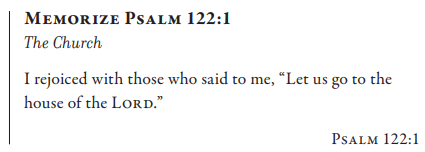 Memorize Psalm 122:1
The Church
I rejoiced with those who said to me, “Let us go to the
house of the Lord.”
Psalm 122:1